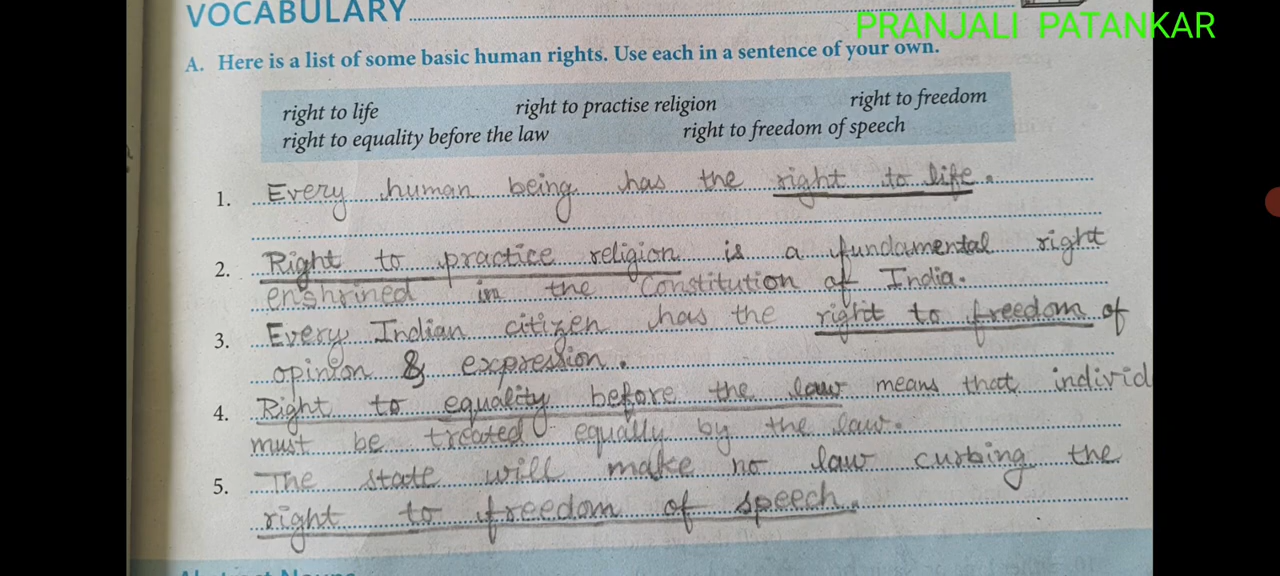 VOCABULARY
PRANJALI PATANKAR
A. Here is a list of some basic human rights. Use each in a sentence of your own.
right to life right to practise religion right to freedom
right to equality before the law right to freedom of speech
1. Every human being has the right to life.
2. Right to practice religion is a fundamental right
enshrined in the Constitution of India.
3. Every Indian citizen has the right to freedom of
opinion & expression.
4. Right to equality before the law means that individ
must be treated equally by the law.
5. The state will make no law curbing the
right to freedom of speech.